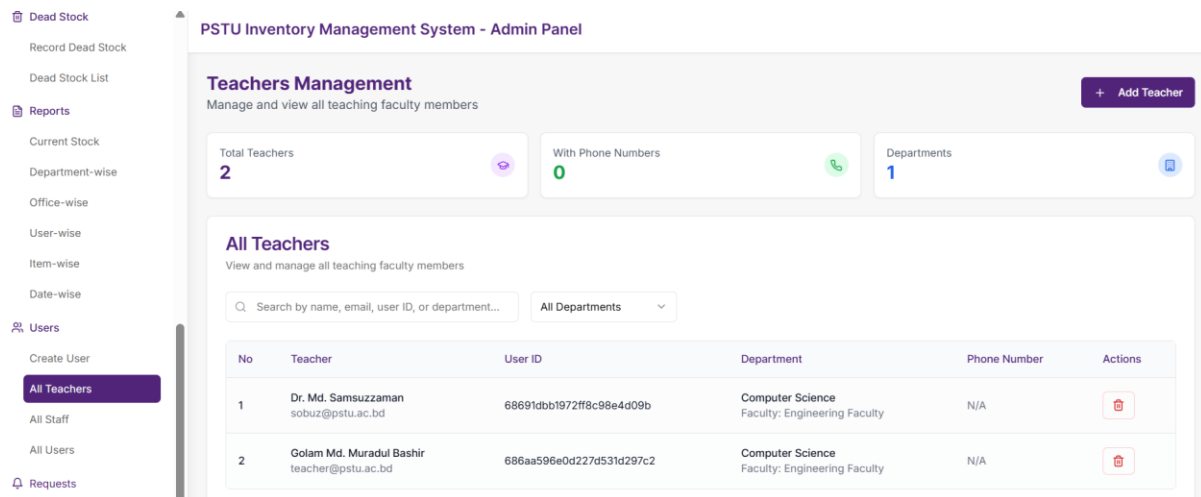 Dead Stock
Record Dead Stock
Dead Stock List
Reports
Current Stock
Department-wise
Office-wise
User-wise
Item-wise
Date-wise
Users
Create User
All Teachers
All Staff
All Users
Requests
PSTU Inventory Management System - Admin Panel
Teachers Management
Manage and view all teaching faculty members
+ Add Teacher
Total Teachers
2
With Phone Numbers
0
Departments
1
All Teachers
View and manage all teaching faculty members
Search by name, email, user ID, or department...
All Departments
No Teacher User ID Department Phone Number Actions
1 Dr. Md. Samsuzzaman 68691dbb1972ff8c98e4d09b Computer Science N/A
sobuz@pstu.ac.bd Faculty: Engineering Faculty
2 Golam Md. Muradul Bashir 686aa596e0d227d531d297c2 Computer Science N/A
teacher@pstu.ac.bd Faculty: Engineering Faculty